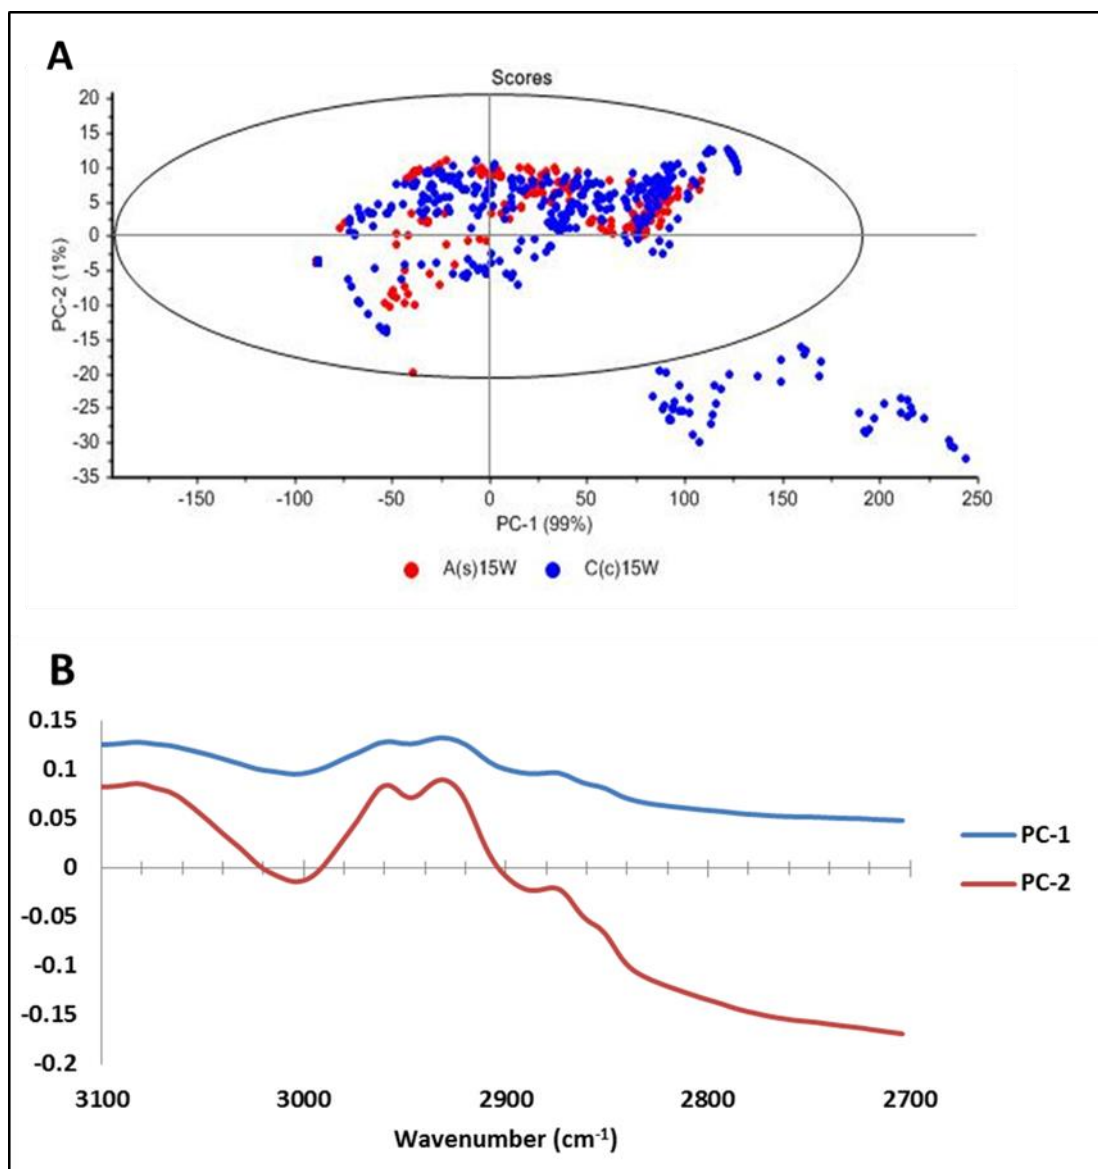 A
Scores
20
15
10
5
0
-5
-10
-15
-20
-25
-30
-35
PC-2 (1%)
-150 -100 -50 0 50 100 150 200 250
PC-1 (99%)
A(s)15W C(c)15W
B
0.15
0.1
0.05
0
-0.05
-0.1
-0.15
-0.2
PC-1
PC-2
3100 3000 2900 2800 2700
Wavenumber (cm⁻¹)